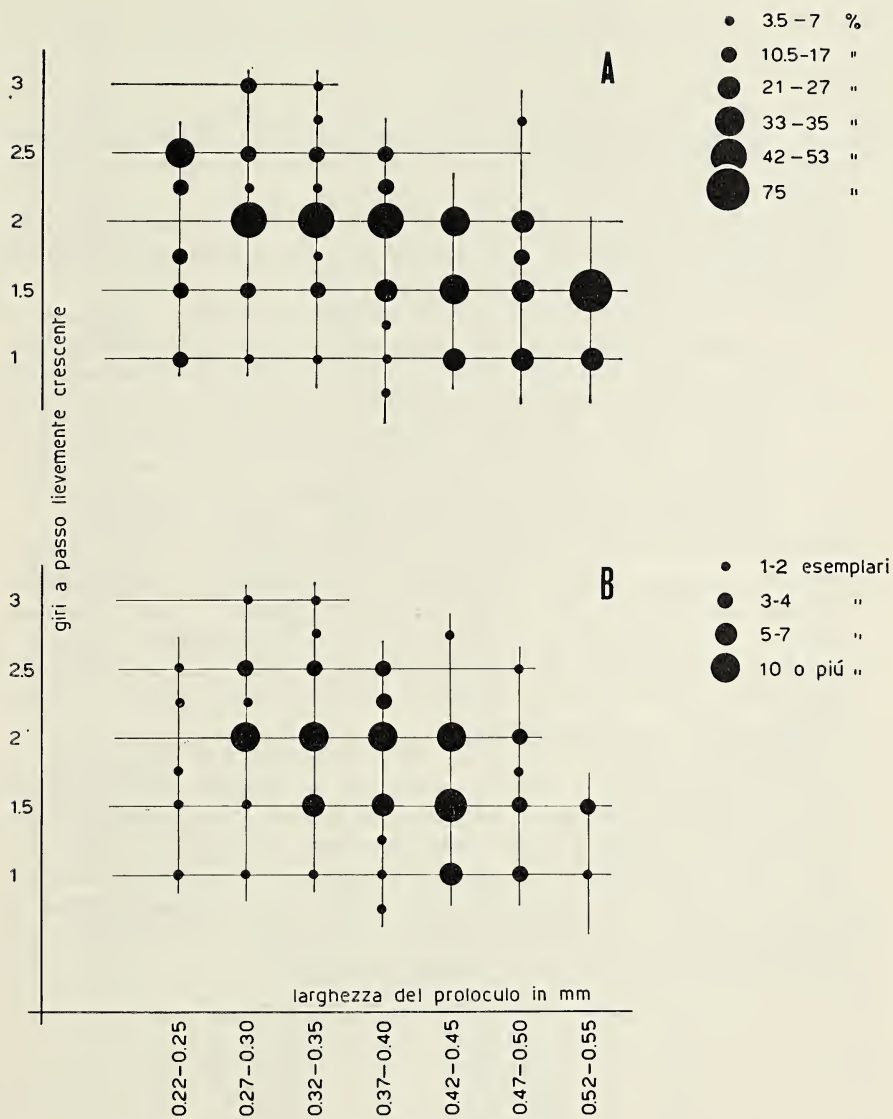 A
3.5 – 7 %
10.5-17 "
21 – 27 "
33 – 35 "
42 – 53 "
75 "
3
2.5
2
1.5
1
giri a passo lievemente crescente
B
1-2 esemplari
3-4 "
5-7 "
10 o piú "
3
2.5
2
1.5
1
larghezza del proloculo in mm
0.22–0.25
0.27–0.30
0.32–0.35
0.37–0.40
0.42–0.45
0.47–0.50
0.52–0.55